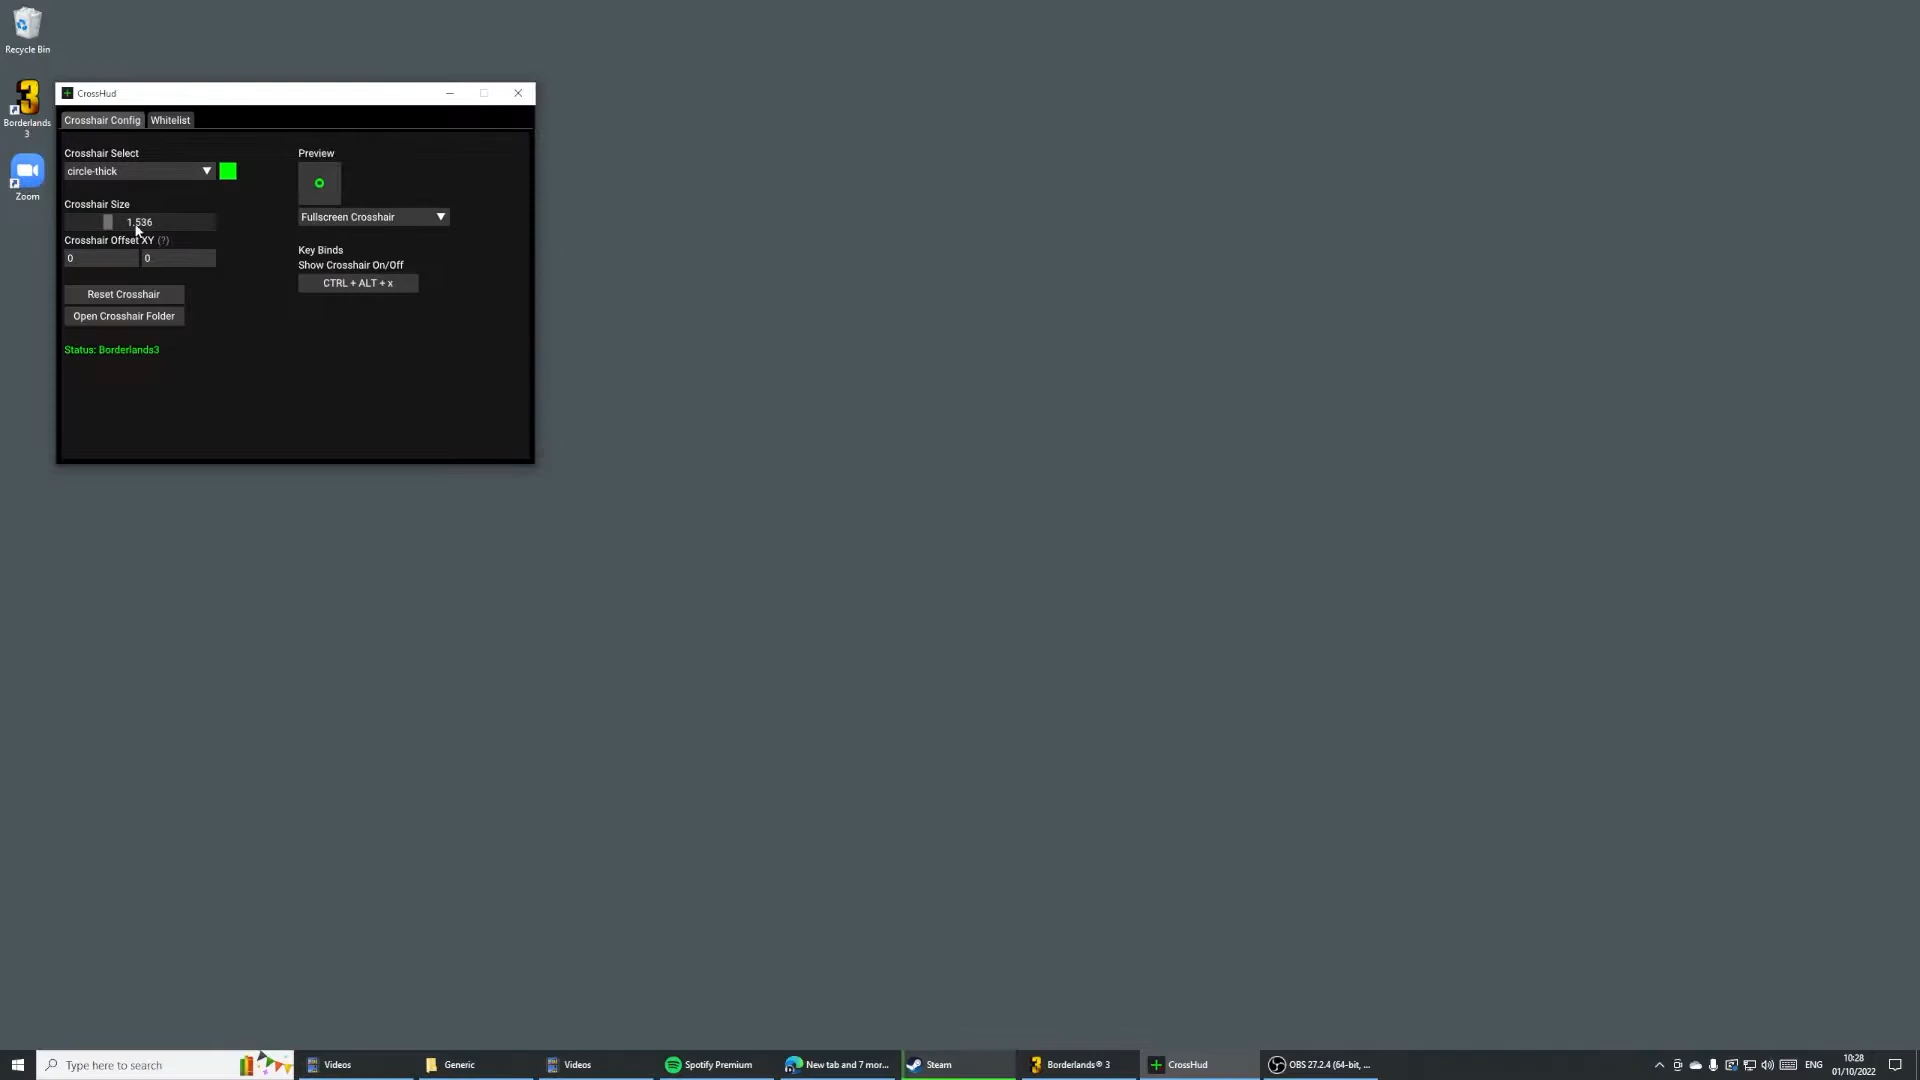 Recycle Bin
Borderlands
3
Zoom
CrossHud
Crosshair Config
Whitelist
Crosshair Select
circle-thick
Crosshair Size
1.536
Crosshair Offset XY (?)
0
0
Reset Crosshair
Open Crosshair Folder
Status: Borderlands3
Preview
Fullscreen Crosshair
Key Binds
Show Crosshair On/Off
CTRL + ALT + x
Type here to search
Videos
Generic
Videos
Spotify Premium
New tab and 7 mor...
Steam
Borderlands® 3
CrossHud
OBS 27.2.4 (64-bit, ...
ENG
10:28
01/10/2022